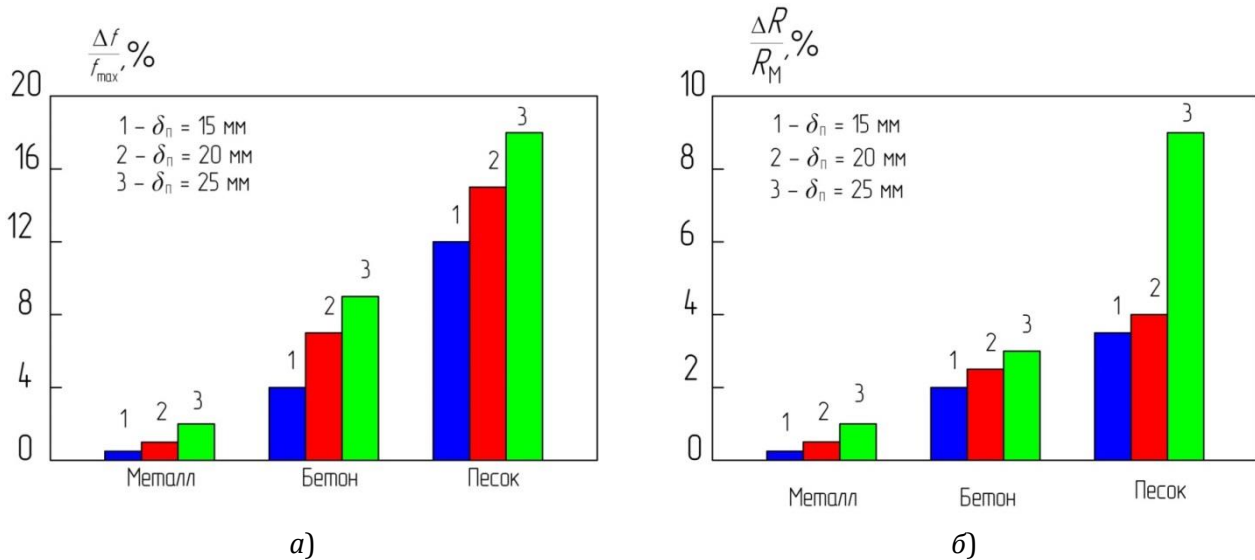 Δf/f_max, %
20
16
12
8
4
0
1 – δ_п = 15 мм
2 – δ_п = 20 мм
3 – δ_п = 25 мм
1 2 3
1 2 3
1 2 3
Металл Бетон Песок
а)
ΔR/R_М, %
10
8
6
4
2
0
1 – δ_п = 15 мм
2 – δ_п = 20 мм
3 – δ_п = 25 мм
1 2 3
1 2 3
1 2 3
Металл Бетон Песок
б)